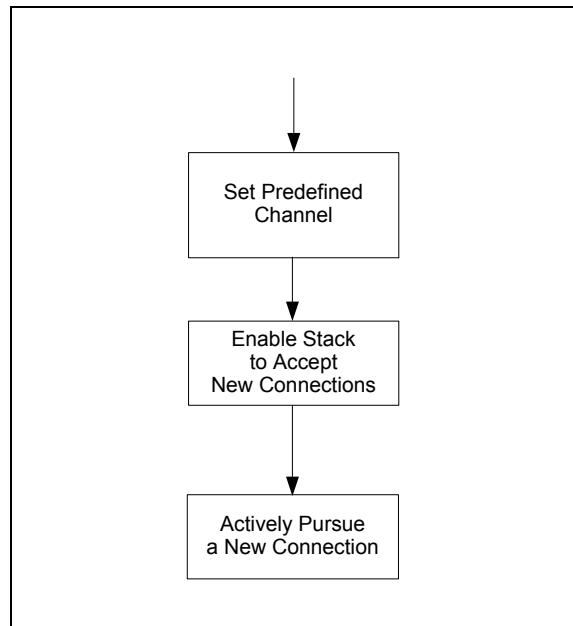 Set Predefined
Channel
Enable Stack
to Accept
New Connections
Actively Pursue
a New Connection